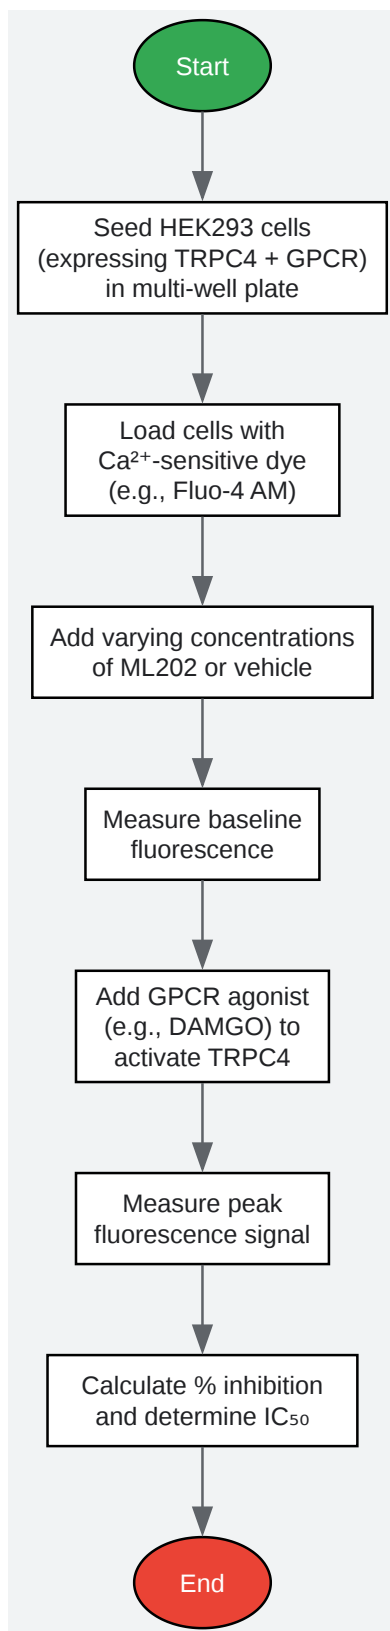 Start
Seed HEK293 cells
(expressing TRPC4 + GPCR)
in multi-well plate
Load cells with
Ca²⁺-sensitive dye
(e.g., Fluo-4 AM)
Add varying concentrations
of ML202 or vehicle
Measure baseline
fluorescence
Add GPCR agonist
(e.g., DAMGO) to
activate TRPC4
Measure peak
fluorescence signal
Calculate % inhibition
and determine IC₅₀
End